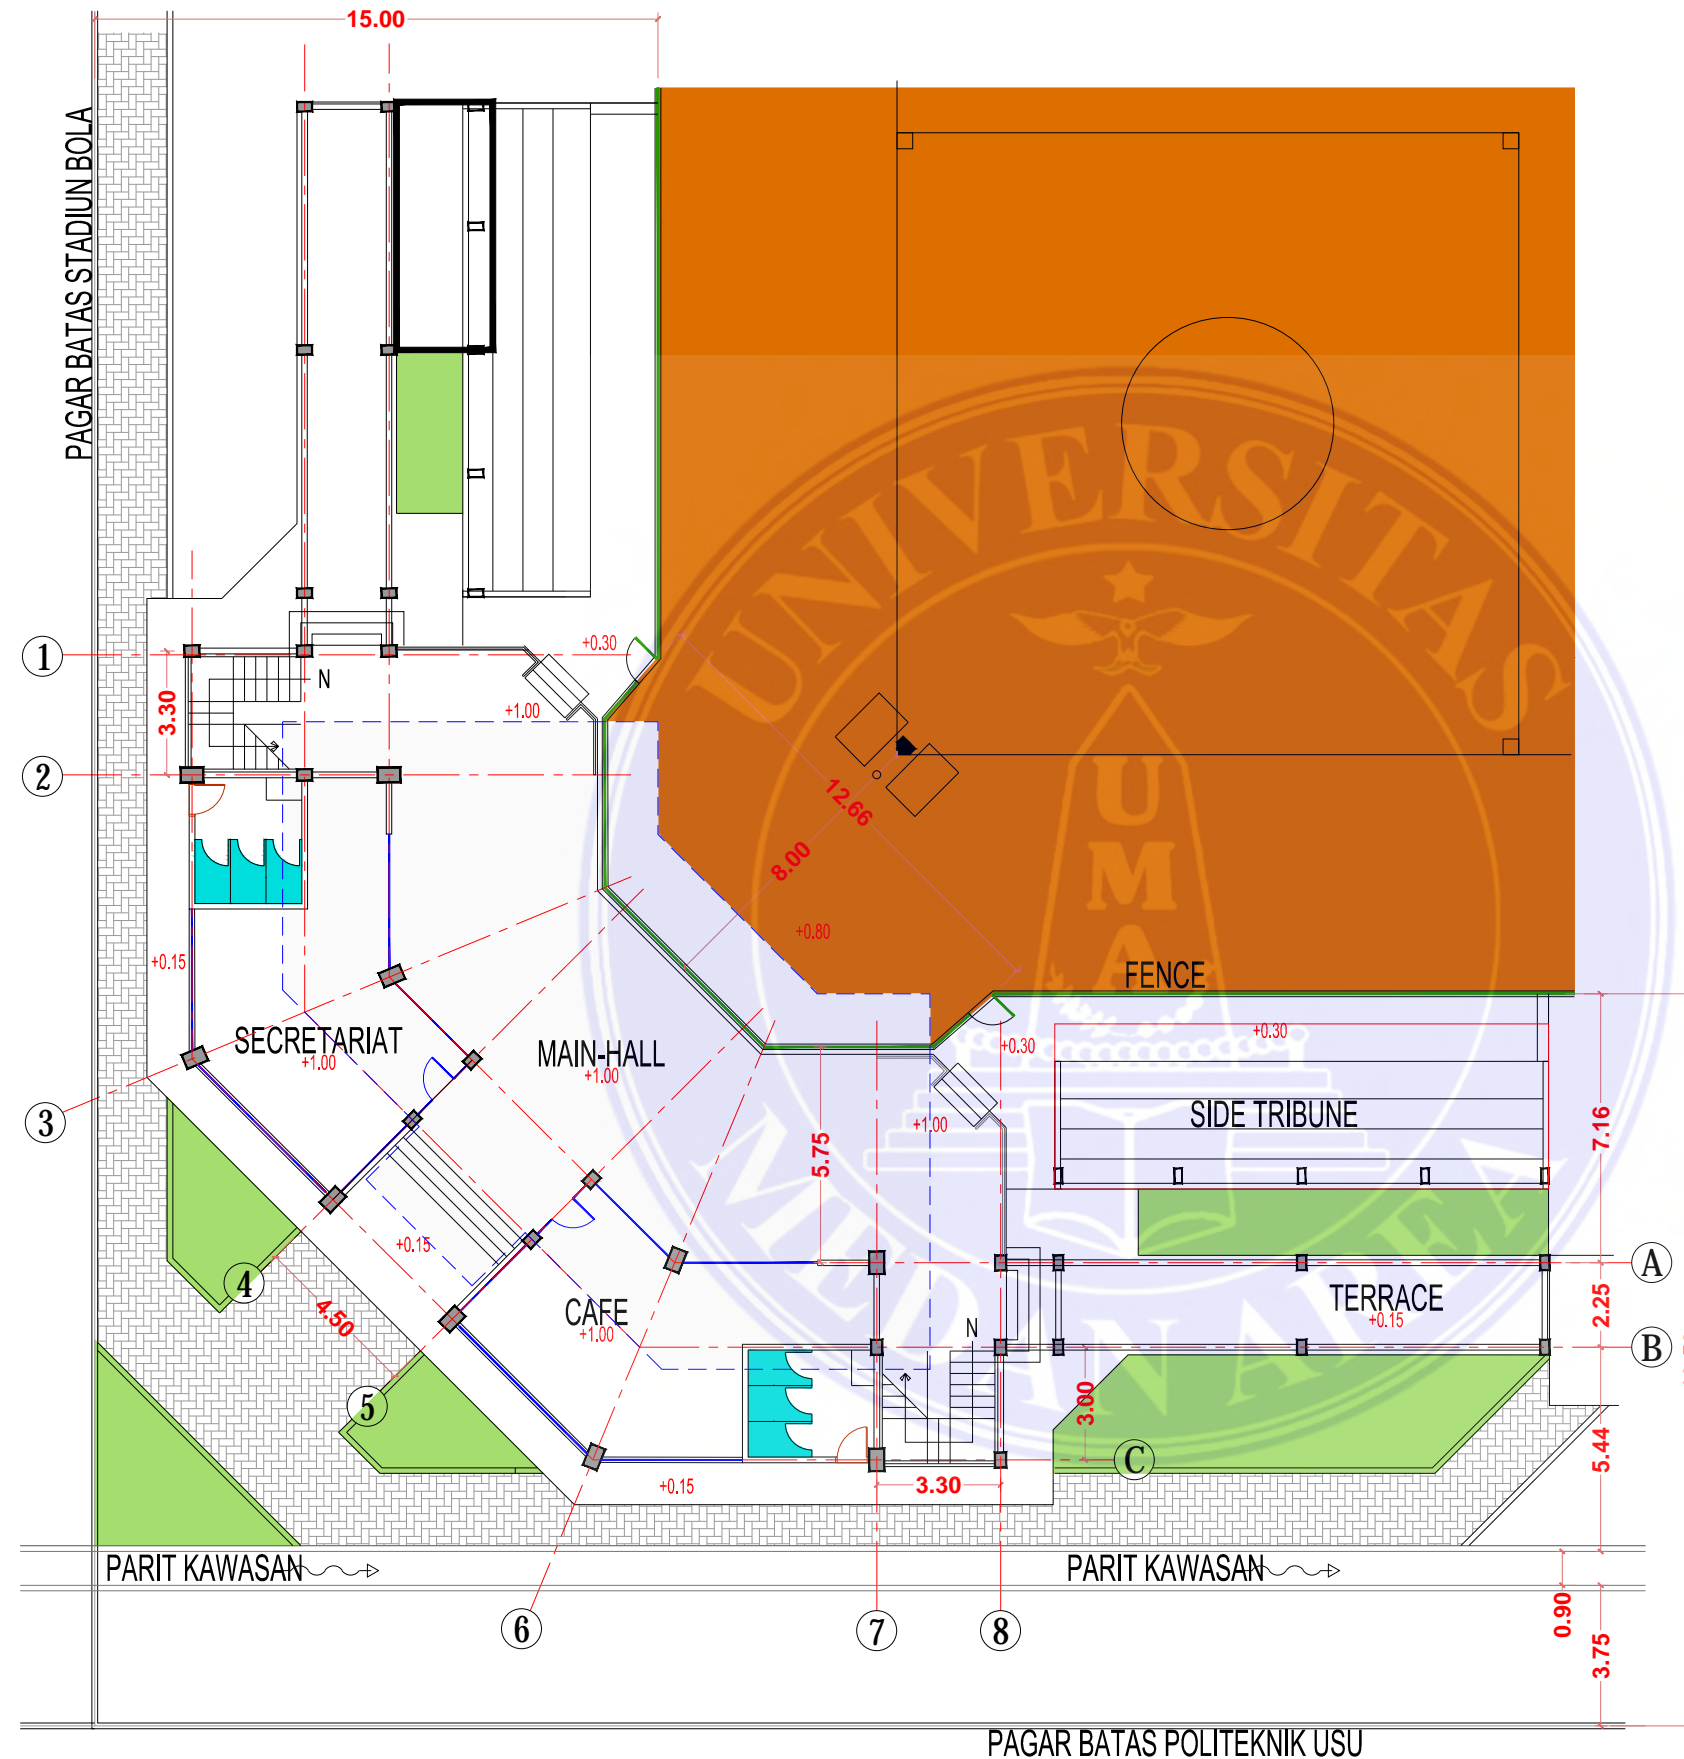 15.00
PAGAR BATAS STADIUN BOLA
UNIVERSITAS
+0.30
1
N
3.30
+1.00
2
12.66
8.00
UMA
+0.80
+0.15
FENCE
SECRETARIAT
+1.00
MAIN-HALL
+1.00
+0.30
+0.30
3
+1.00
SIDE TRIBUNE
7.16
5.75
+0.15
4
A
4.50
CAFE
+1.00
TERRACE
+0.15
2.25
N
B
MEDAN AREA
5
3.00
5.44
C
+0.15
3.30
PARIT KAWASAN
PARIT KAWASAN
0.90
6
7
8
3.75
PAGAR BATAS POLITEKNIK USU